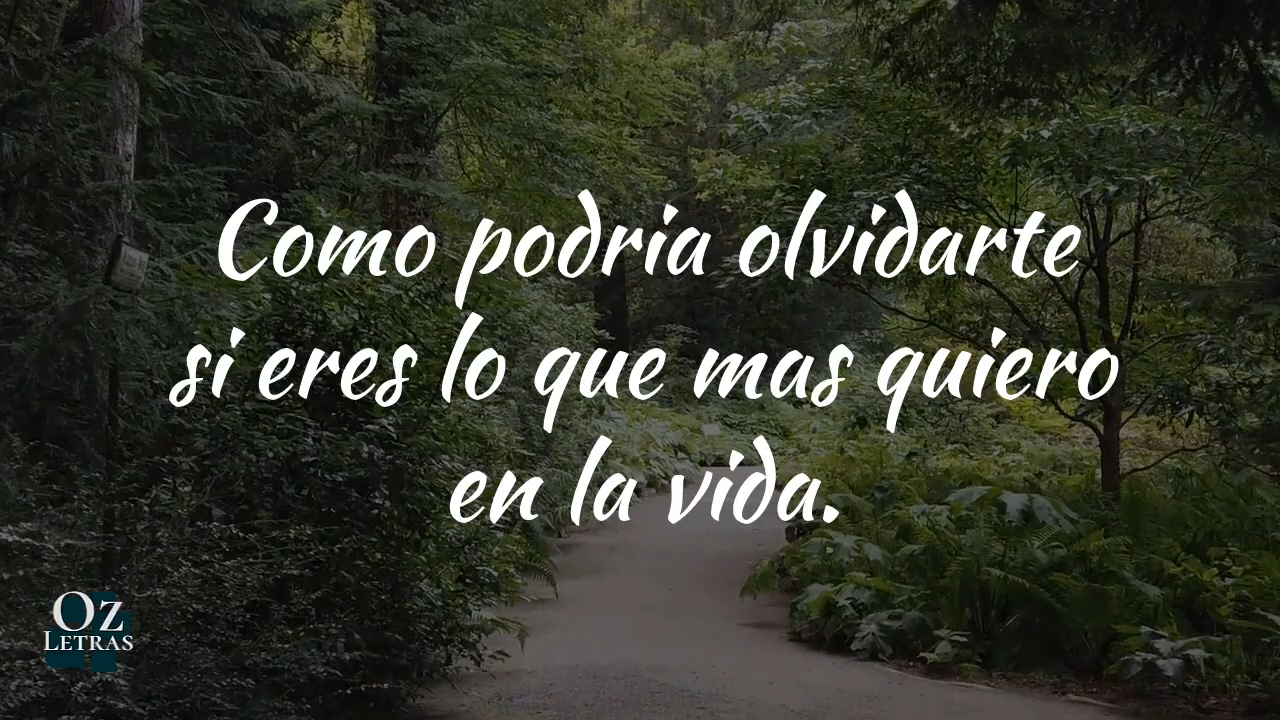 Como podria olvidarte
si eres lo que mas quiero
en la vida.
Oz
Letras